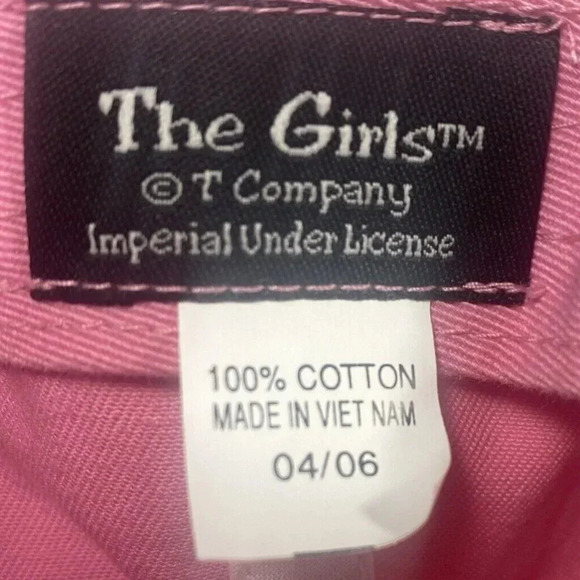 The Girls™
© T Company
Imperial Under License
100% COTTON
MADE IN VIET NAM
04/06